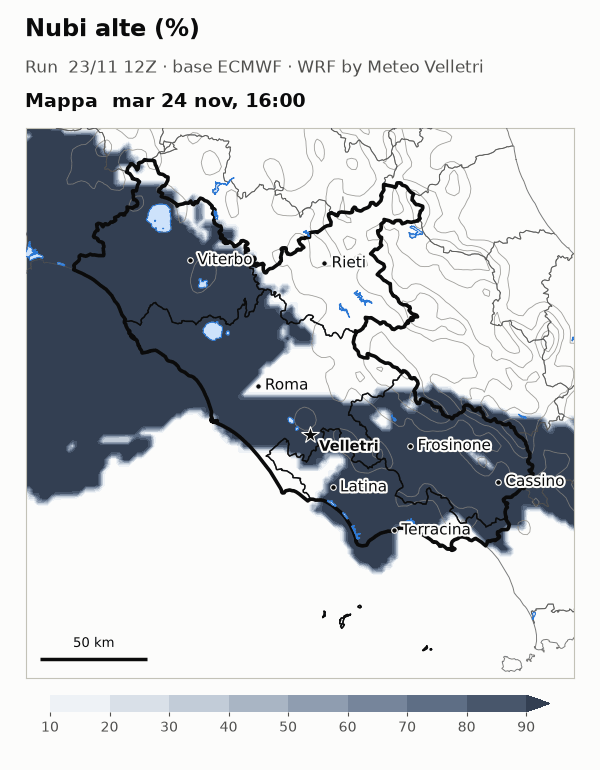 Nubi alte (%)
Run  23/11 12Z · base ECMWF · WRF by Meteo Velletri
Mappa  mar 24 nov, 16:00
Viterbo
Rieti
Roma
Velletri
Frosinone
Latina
Cassino
Terracina
50 km
10 20 30 40 50 60 70 80 90